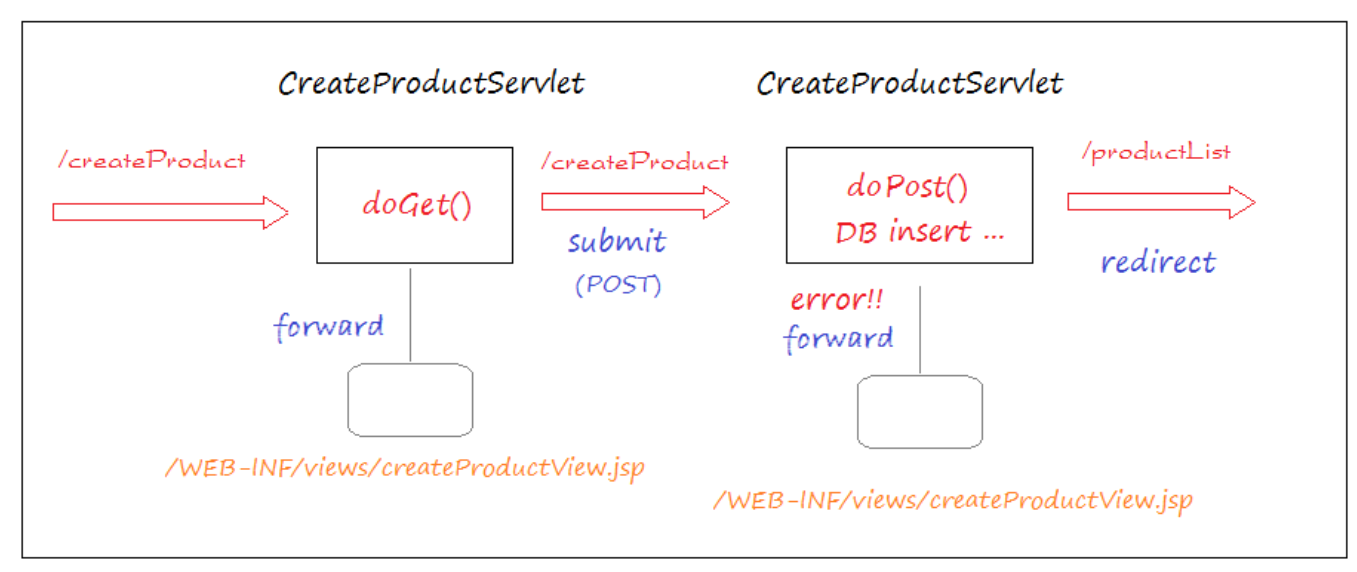 CreateProductServlet
CreateProductServlet
/createProduct
doGet()
/createProduct
submit
(POST)
doPost()
DB insert ...
/productList
redirect
forward
error!!
forward
/WEB-INF/views/createProductView.jsp
/WEB-INF/views/createProductView.jsp